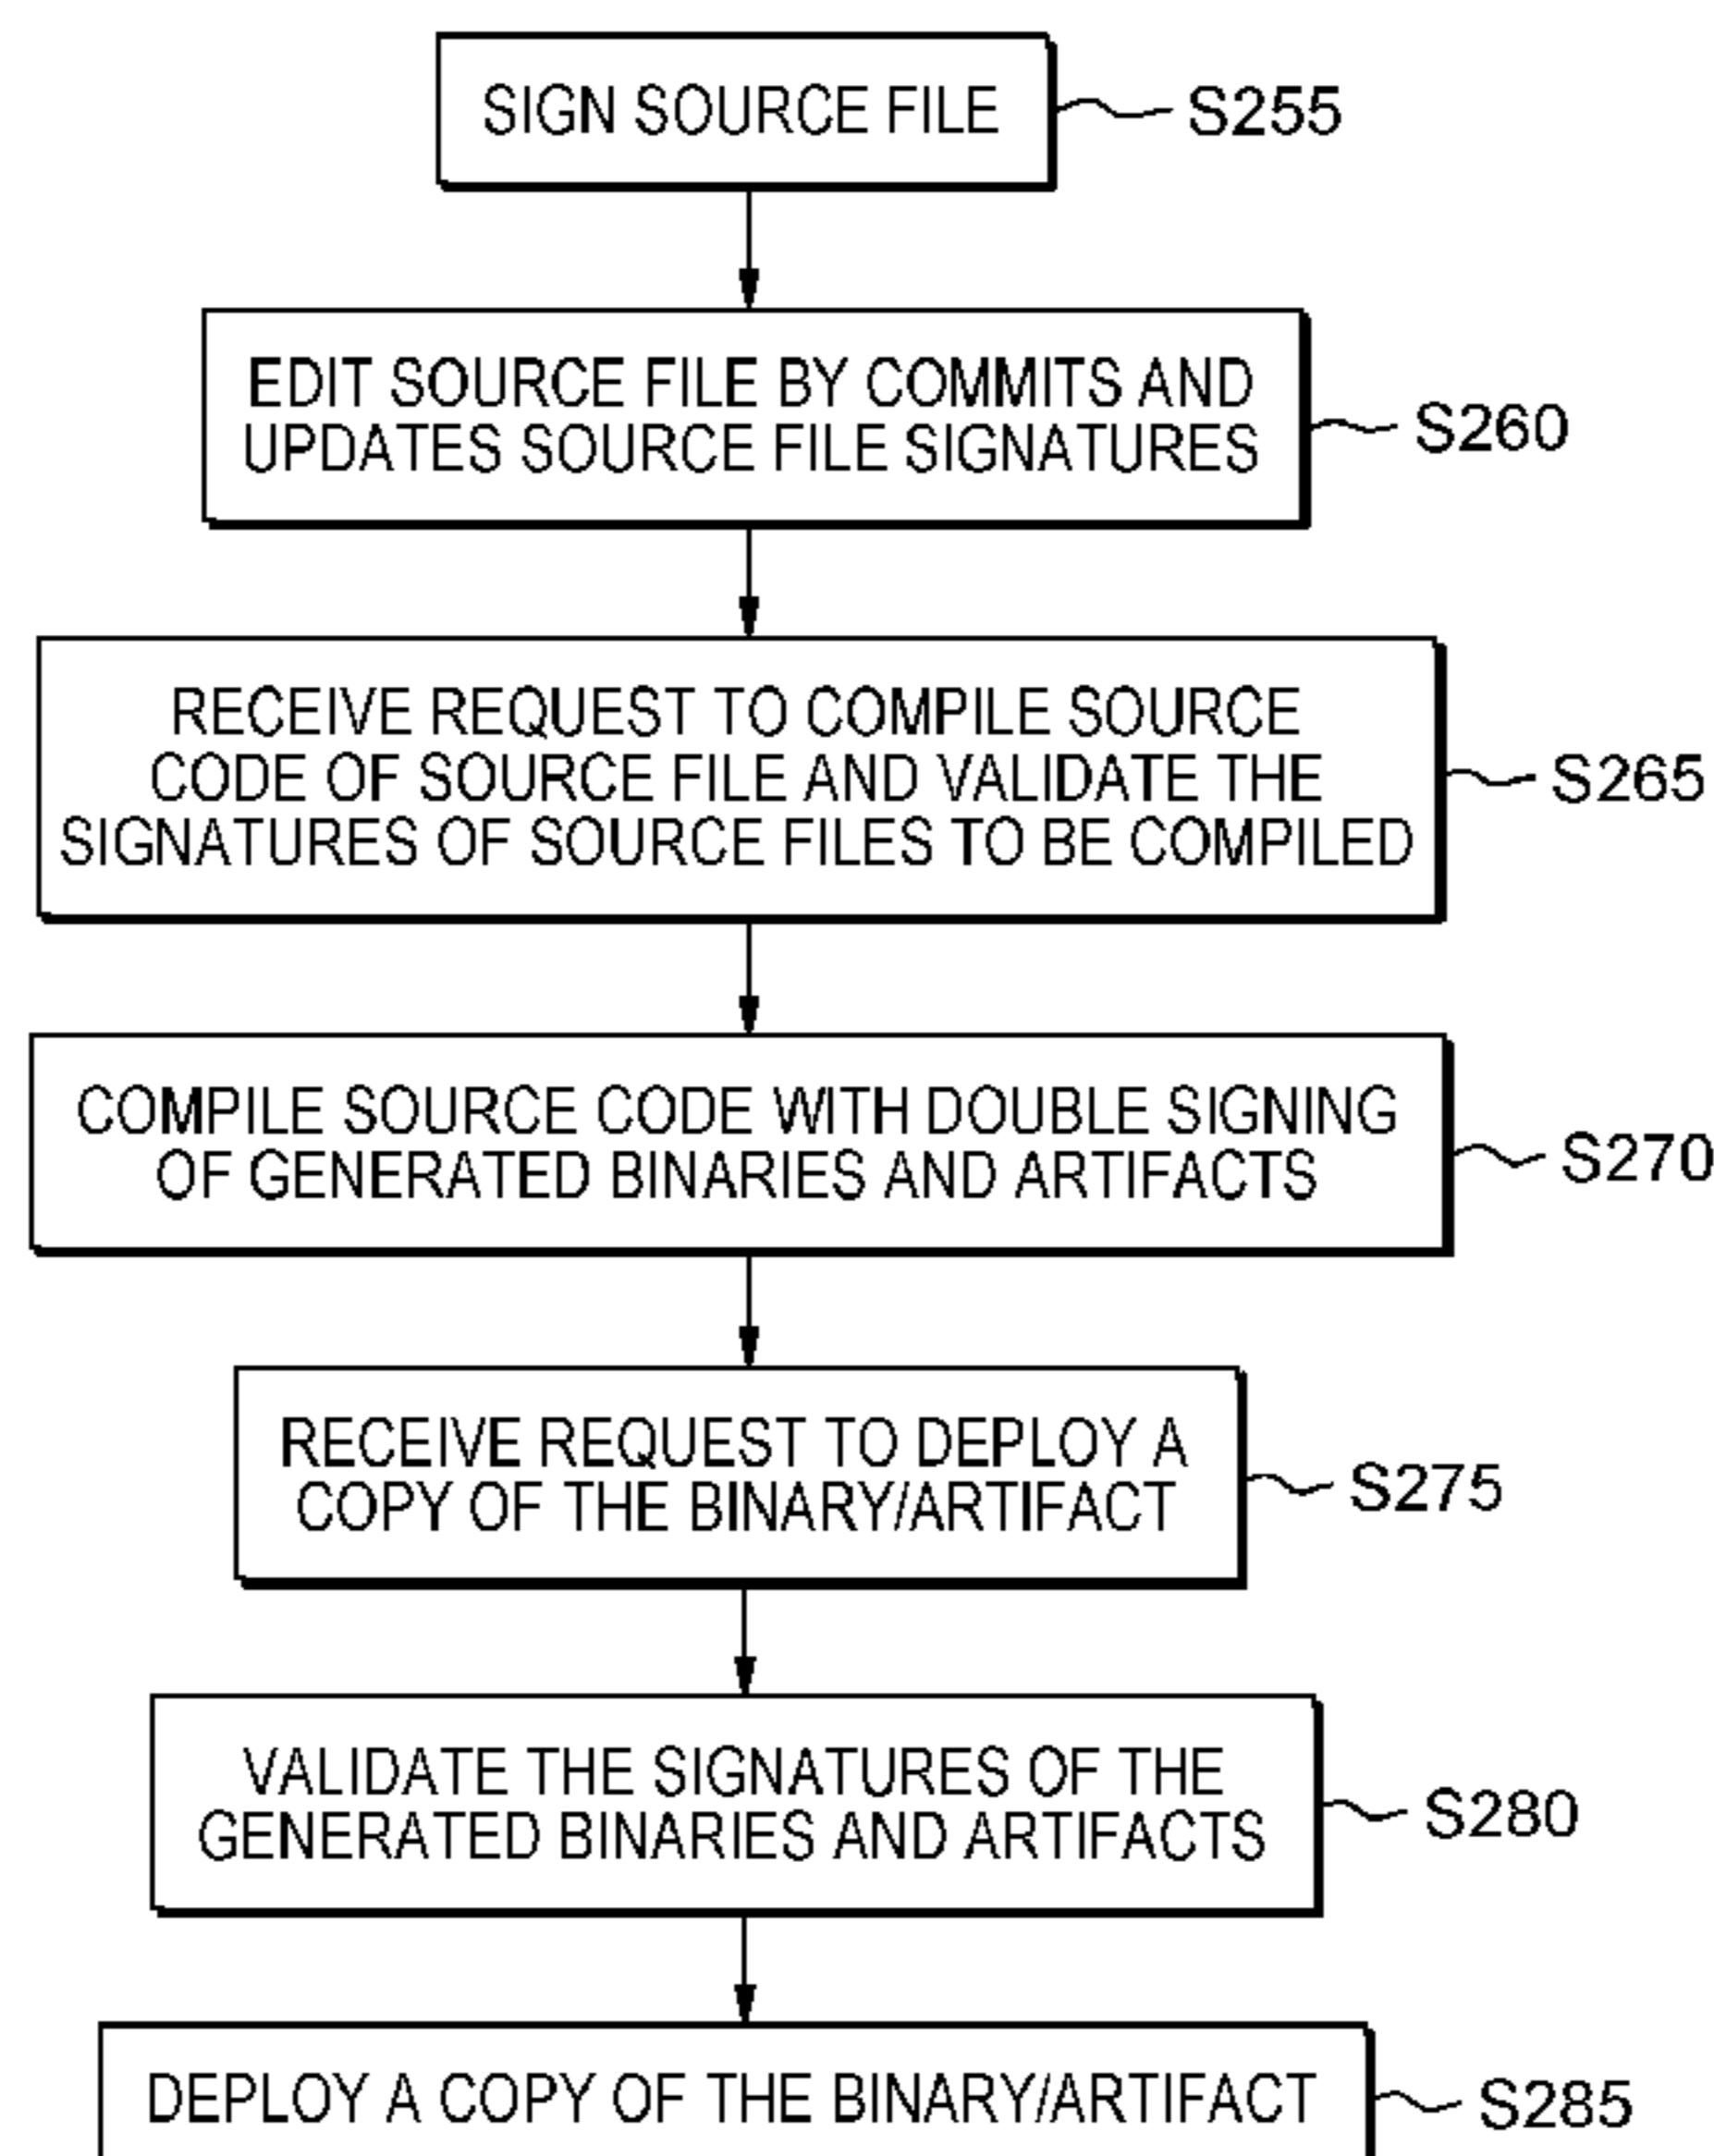 SIGN SOURCE FILE
S255
EDIT SOURCE FILE BY COMMITS AND
UPDATES SOURCE FILE SIGNATURES
S260
RECEIVE REQUEST TO COMPILE SOURCE
CODE OF SOURCE FILE AND VALIDATE THE
SIGNATURES OF SOURCE FILES TO BE COMPILED
S265
COMPILE SOURCE CODE WITH DOUBLE SIGNING
OF GENERATED BINARIES AND ARTIFACTS
S270
RECEIVE REQUEST TO DEPLOY A
COPY OF THE BINARY/ARTIFACT
S275
VALIDATE THE SIGNATURES OF THE
GENERATED BINARIES AND ARTIFACTS
S280
DEPLOY A COPY OF THE BINARY/ARTIFACT
S285